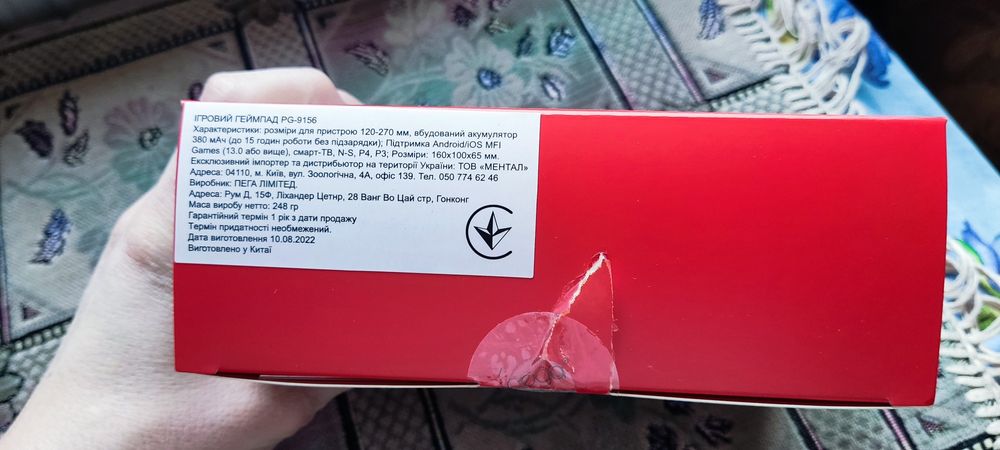 ІГРОВИЙ ГЕЙМПАД PG-9156
Характеристики: розміри для пристрою 120-270 мм, вбудований акумулятор
380 мАч (до 15 годин роботи без підзарядки); Підтримка Android/iOS MFI
Games (13.0 або вище), смарт-ТВ, N-S, P4, P3; Розміри: 160x100x65 мм.
Ексклюзивний імпортер та дистрибьютор на території України: ТОВ «МЕНТАЛ»
Адреса: 04110, м. Київ, вул. Зоологічна, 4А, офіс 139. Тел. 050 774 62 46
Виробник: ПЕГА ЛІМІТЕД.
Адреса: Рум Д, 15Ф, Ліхандер Цетнр, 28 Ванг Во Цай стр, Гонконг
Маса виробу нетто: 248 гр
Гарантійний термін 1 рік з дати продажу
Термін придатності необмежений.
Дата виготовлення 10.08.2022
Виготовлено у Китаї